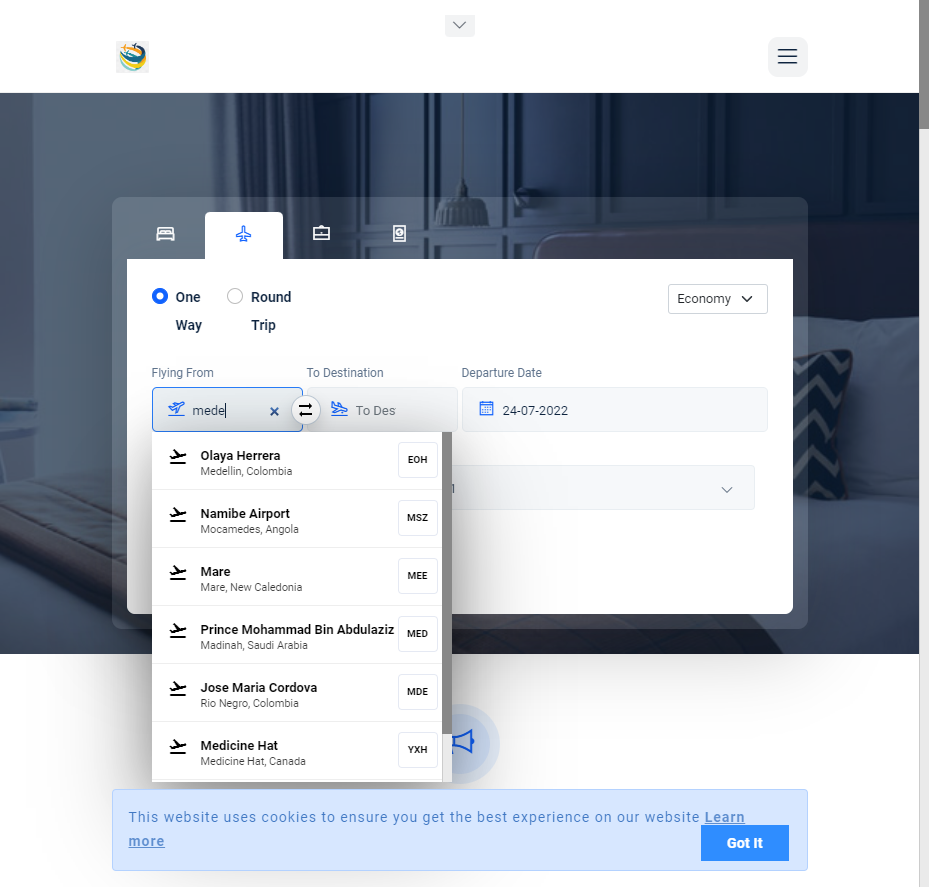 One Way
Round Trip
Economy
Flying From
To Destination
Departure Date
mede
To Des
24-07-2022
Olaya Herrera
Medellin, Colombia
EOH
Namibe Airport
Mocamedes, Angola
MSZ
Mare
Mare, New Caledonia
MEE
Prince Mohammad Bin Abdulaziz
Madinah, Saudi Arabia
MED
Jose Maria Cordova
Rio Negro, Colombia
MDE
Medicine Hat
Medicine Hat, Canada
YXH
This website uses cookies to ensure you get the best experience on our website Learn
more
Got It